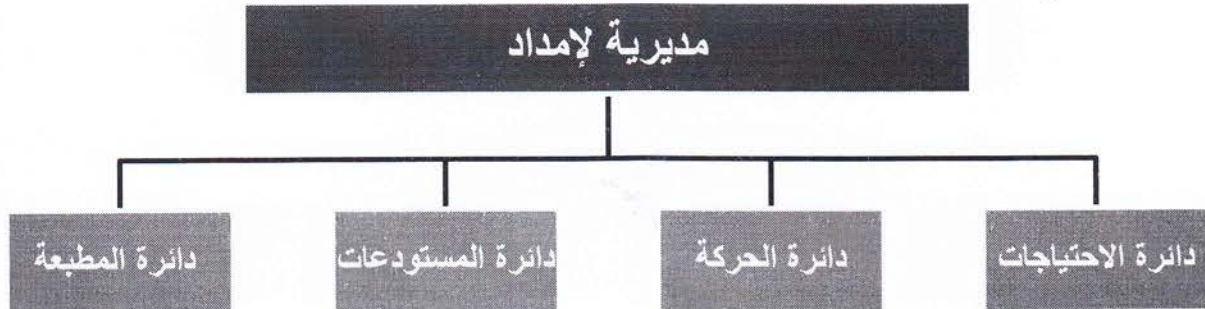 مديرية لإمداد
دائرة الاحتياجات
دائرة الحركة
دائرة المستودعات
دائرة المطبعة